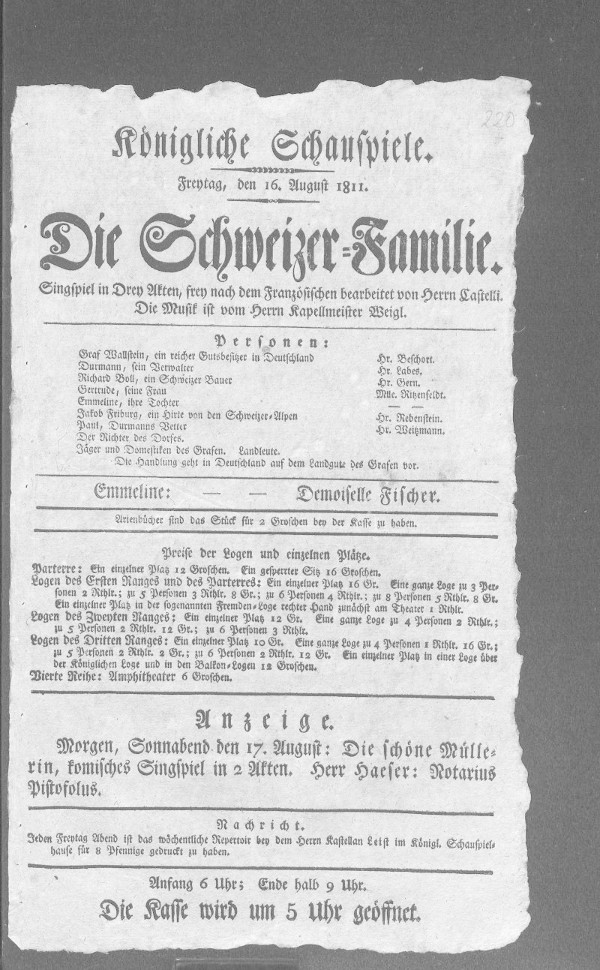 220
Königliche Schauspiele.
Freytag, den 16. August 1811.
Die Schweizer-Familie.
Singspiel in Drey Akten, frey nach dem Französischen bearbeitet von Herrn Castelli.
Die Musik ist vom Herrn Kapellmeister Weigl.
Personen:
Graf Wallstein, ein reicher Gutsbesitzer in Deutschland Hr. Beschort.
Durmann, sein Verwalter Hr. Labes.
Richard Boll, ein Schweizer Bauer Hr. Gern.
Gertrude, seine Frau Mlle. Ritzenfeldt.
Emmeline, ihre Tochter — —
Jakob Friburg, ein Hirte von den Schweizer-Alpen Hr. Rebenstein.
Paul, Durmanns Vetter Hr. Weitzmann.
Der Richter des Dorfes.
Jäger und Domestiken des Grafen. Landleute.
Die Handlung geht in Deutschland auf dem Landgute des Grafen vor.
Emmeline: — — Demoiselle Fischer.
Arienbücher sind das Stück für 2 Groschen bey der Kasse zu haben.
Preise der Logen und einzelnen Plätze.
Parterre: Ein einzelner Platz 12 Groschen. Ein gesperrter Sitz 16 Groschen.
Logen des Ersten Ranges und des Parterres: Ein einzelner Platz 16 Gr. Eine ganze Loge zu 3 Per-
sonen 2 Rthlr.; zu 5 Personen 3 Rthlr. 8 Gr.; zu 6 Personen 4 Rthlr.; zu 8 Personen 5 Rthlr. 8 Gr.
Ein einzelner Platz in der sogenannten Fremden-Loge rechter Hand zunächst am Theater 1 Rthlr.
Logen des Zweyten Ranges: Ein einzelner Platz 12 Gr. Eine ganze Loge zu 4 Personen 2 Rthlr.;
zu 5 Personen 2 Rthlr. 12 Gr.; zu 6 Personen 3 Rthlr.
Logen des Dritten Ranges: Ein einzelner Platz 10 Gr. Eine ganze Loge zu 4 Personen 1 Rthlr. 16 Gr.;
zu 5 Personen 2 Rthlr. 2 Gr.; zu 6 Personen 2 Rthlr. 12 Gr. Ein einzelner Platz in einer Loge über
der Königlichen Loge und in den Balkon-Logen 12 Groschen.
Vierte Reihe: Amphitheater 6 Groschen.
Anzeige.
Morgen, Sonnabend den 17. August: Die schöne Mülle-
rin, komisches Singspiel in 2 Akten. Herr Haeser: Notarius
Pistofolus.
Nachricht.
Jeden Freytag Abend ist das wöchentliche Repertoir bey dem Herrn Kastellan Leist im Königl. Schauspiel-
hause für 8 Pfennige gedruckt zu haben.
Anfang 6 Uhr; Ende halb 9 Uhr.
Die Kasse wird um 5 Uhr geöffnet.